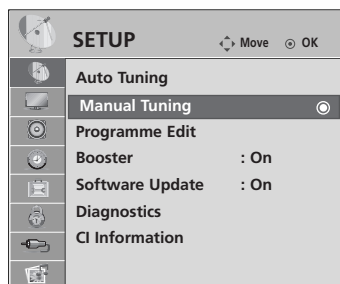 SETUP Move OK
Auto Tuning
Manual Tuning
Programme Edit
Booster : On
Software Update : On
Diagnostics
CI Information